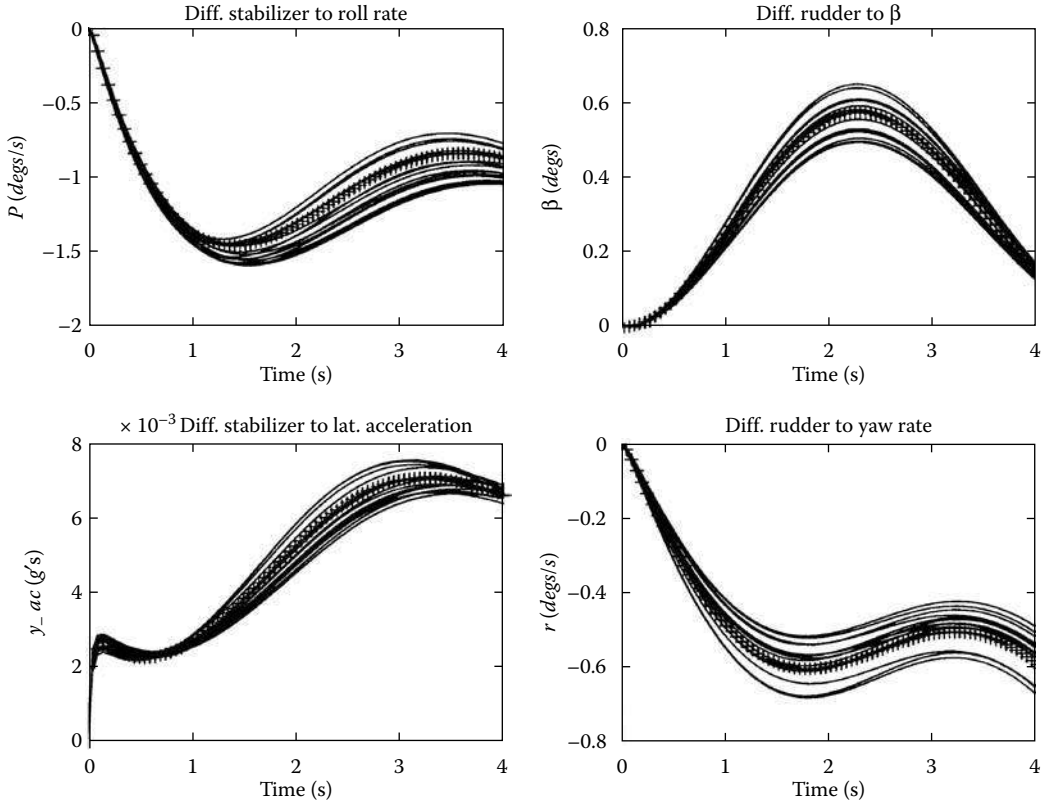 Diff. stabilizer to roll rate
P (degs/s)
0
−0.5
−1
−1.5
−2
0 1 2 3 4
Time (s)
Diff. rudder to β
β (degs)
0.8
0.6
0.4
0.2
0
0 1 2 3 4
Time (s)
× 10⁻³ Diff. stabilizer to lat. acceleration
y_ ac (g's)
8
6
4
2
0
0 1 2 3 4
Time (s)
Diff. rudder to yaw rate
r (degs/s)
0
−0.2
−0.4
−0.6
−0.8
0 1 2 3 4
Time (s)